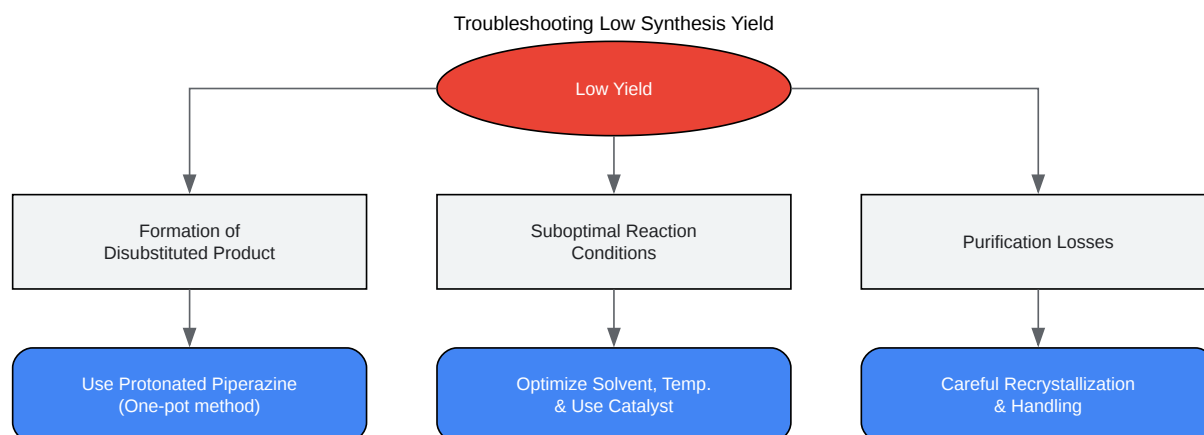 Troubleshooting Low Synthesis Yield
Low Yield
Formation of
Disubstituted Product
Suboptimal Reaction
Conditions
Purification Losses
Use Protonated Piperazine
(One-pot method)
Optimize Solvent, Temp.
& Use Catalyst
Careful Recrystallization
& Handling